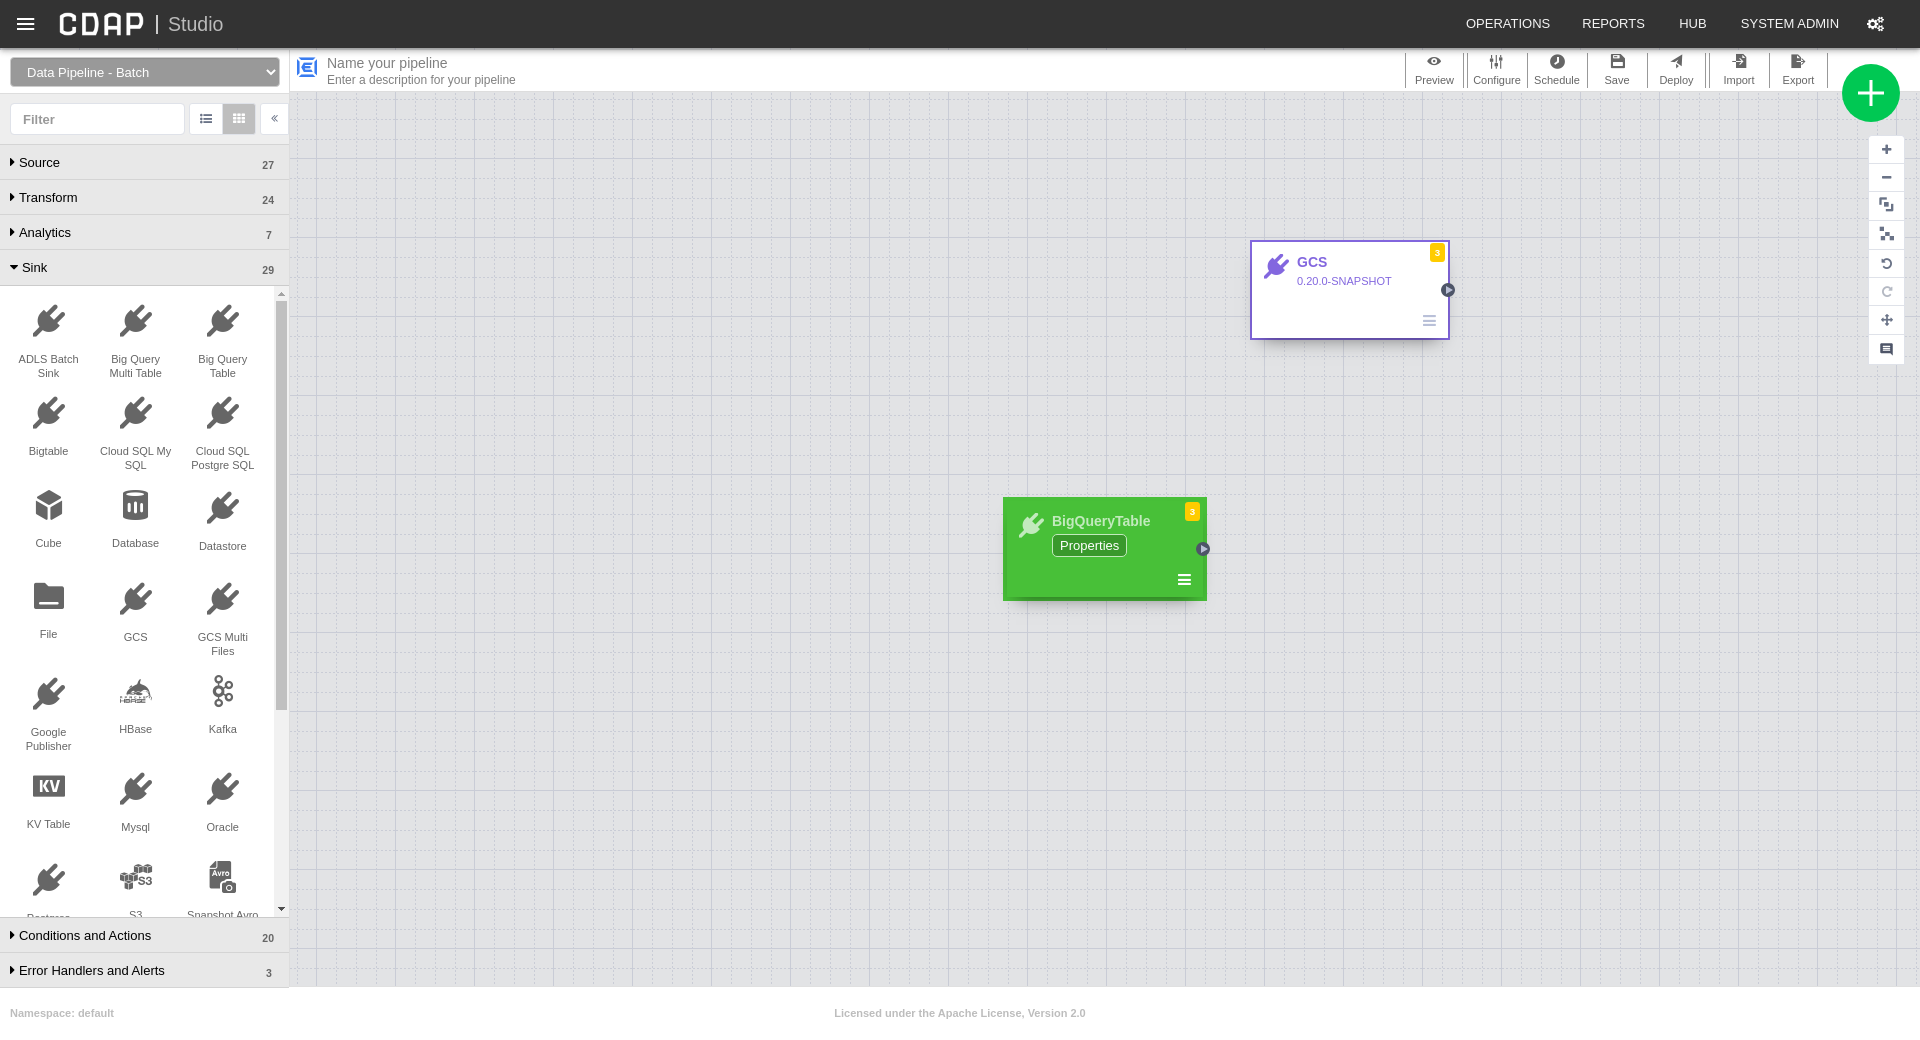 CDAP | Studio
OPERATIONS
REPORTS
HUB
SYSTEM ADMIN
Data Pipeline - Batch
Name your pipeline
Enter a description for your pipeline
Preview
Configure
Schedule
Save
Deploy
Import
Export
Filter
Source 27
Transform 24
Analytics 7
Sink 29
ADLS Batch
Sink
Big Query
Multi Table
Big Query
Table
Bigtable
Cloud SQL My
SQL
Cloud SQL
Postgre SQL
Cube
Database
Datastore
File
GCS
GCS Multi
Files
Google
Publisher
HBASE
HBase
Kafka
KV
KV Table
Mysql
Oracle
Postgres
S3
S3
Avro
Snapshot Avro
Conditions and Actions 20
Error Handlers and Alerts 3
GCS
3
0.20.0-SNAPSHOT
BigQueryTable
3
Properties
Namespace: default
Licensed under the Apache License, Version 2.0